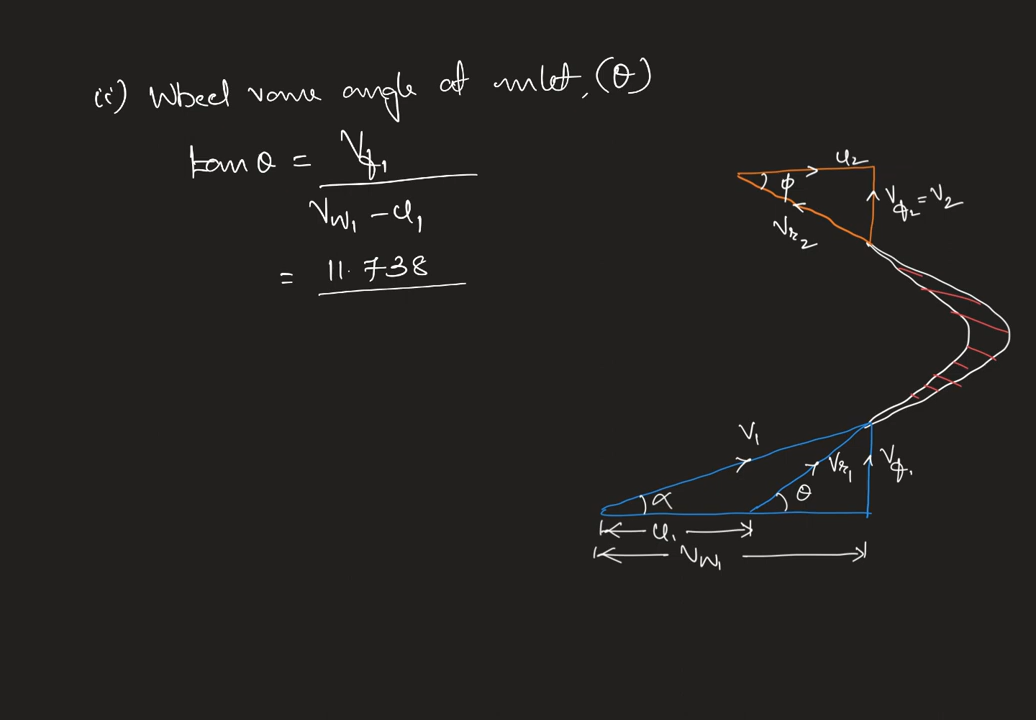 (ii) Wheel vane angle at inlet, (θ)
tan θ = Vf₁ / (Vw₁ - u₁)
= 11.738
u₂
ϕ
Vf₂ = V₂
Vr₂
V₁
Vr₁
Vf₁
α
θ
u₁
Vw₁